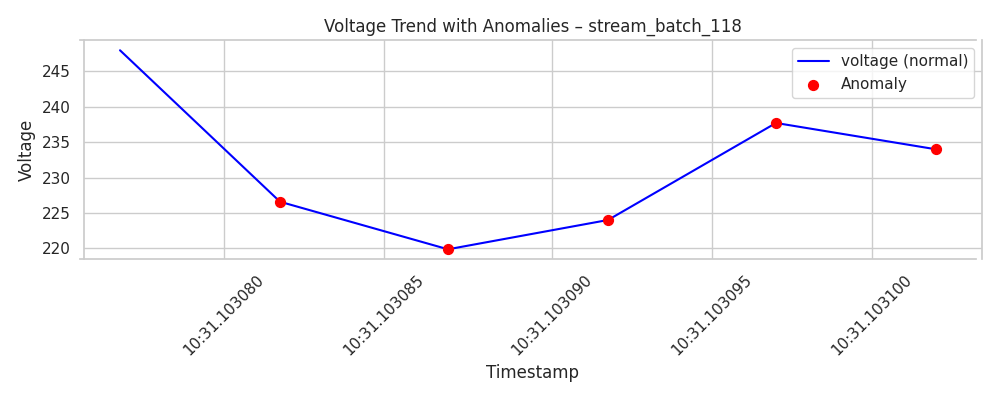 Voltage Trend with Anomalies – stream_batch_118
voltage (normal)
Anomaly
Voltage
245
240
235
230
225
220
10:31.103080
10:31.103085
10:31.103090
10:31.103095
10:31.103100
Timestamp